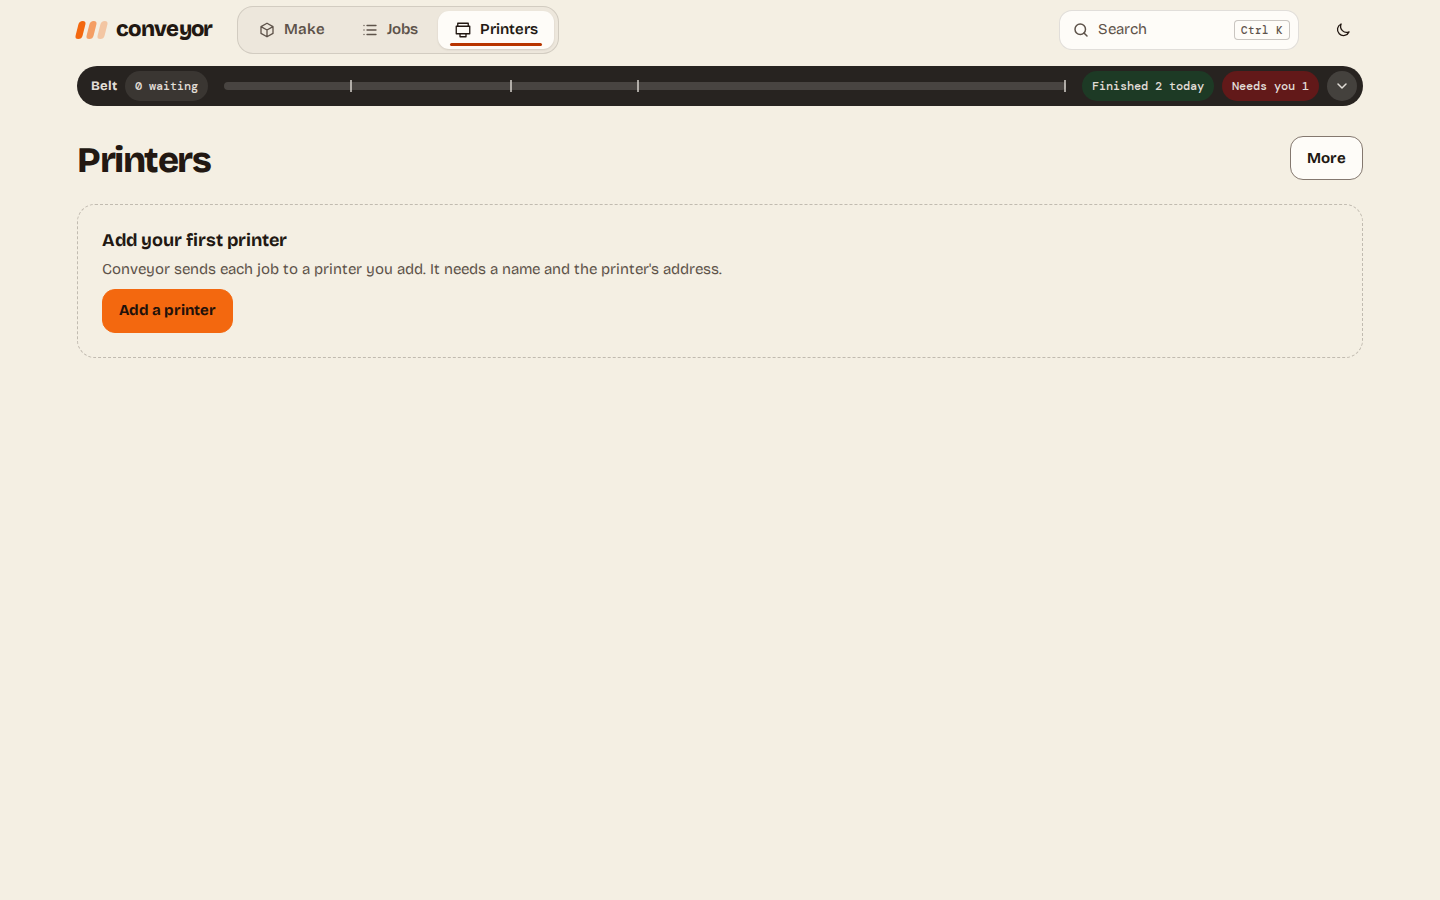 conveyor
Make
Jobs
Printers
Search
Ctrl K
Belt
0 waiting
Finished 2 today
Needs you 1
Printers
More
Add your first printer
Conveyor sends each job to a printer you add. It needs a name and the printer's address.
Add a printer